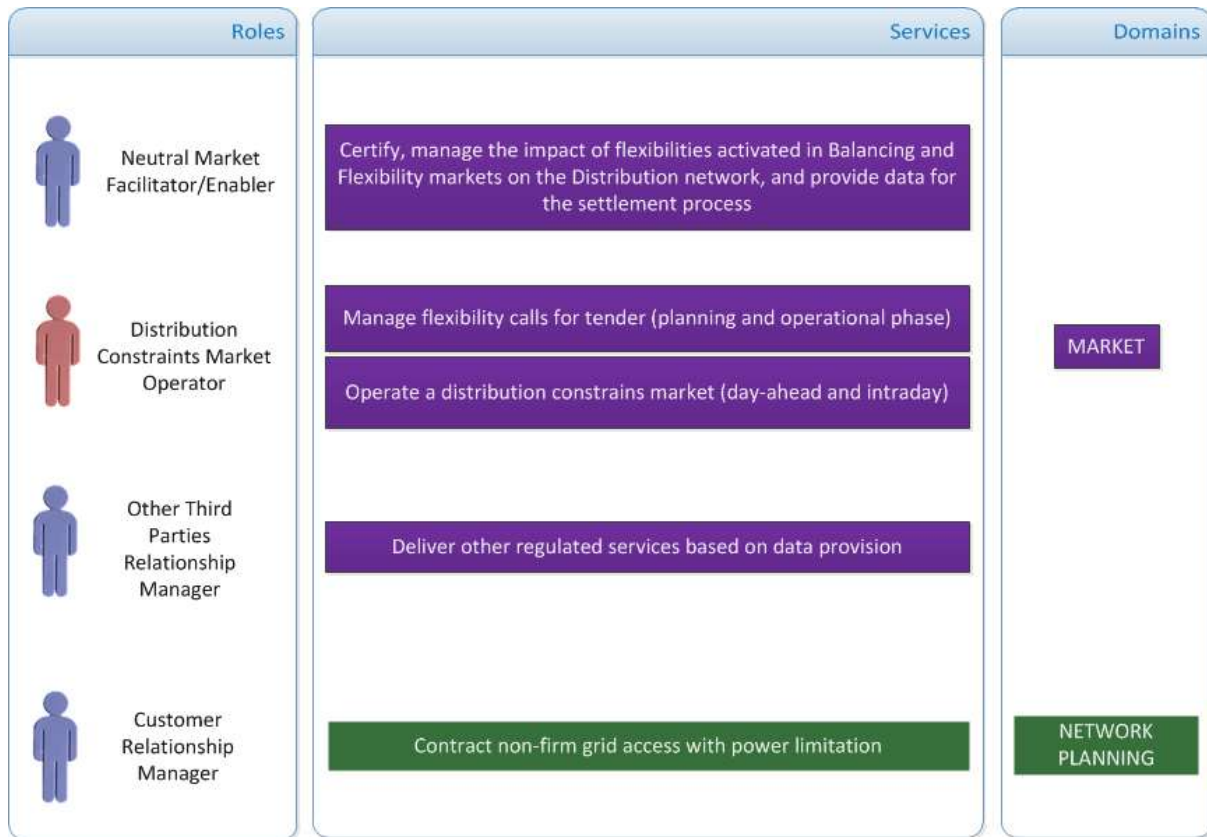 Roles
Services
Domains
Neutral Market
Facilitator/Enabler
Certify, manage the impact of flexibilities activated in Balancing and
Flexibility markets on the Distribution network, and provide data for
the settlement process
Distribution
Constraints Market
Operator
Manage flexibility calls for tender (planning and operational phase)
Operate a distribution constrains market (day-ahead and intraday)
MARKET
Other Third
Parties
Relationship
Manager
Deliver other regulated services based on data provision
Customer
Relationship
Manager
Contract non-firm grid access with power limitation
NETWORK
PLANNING